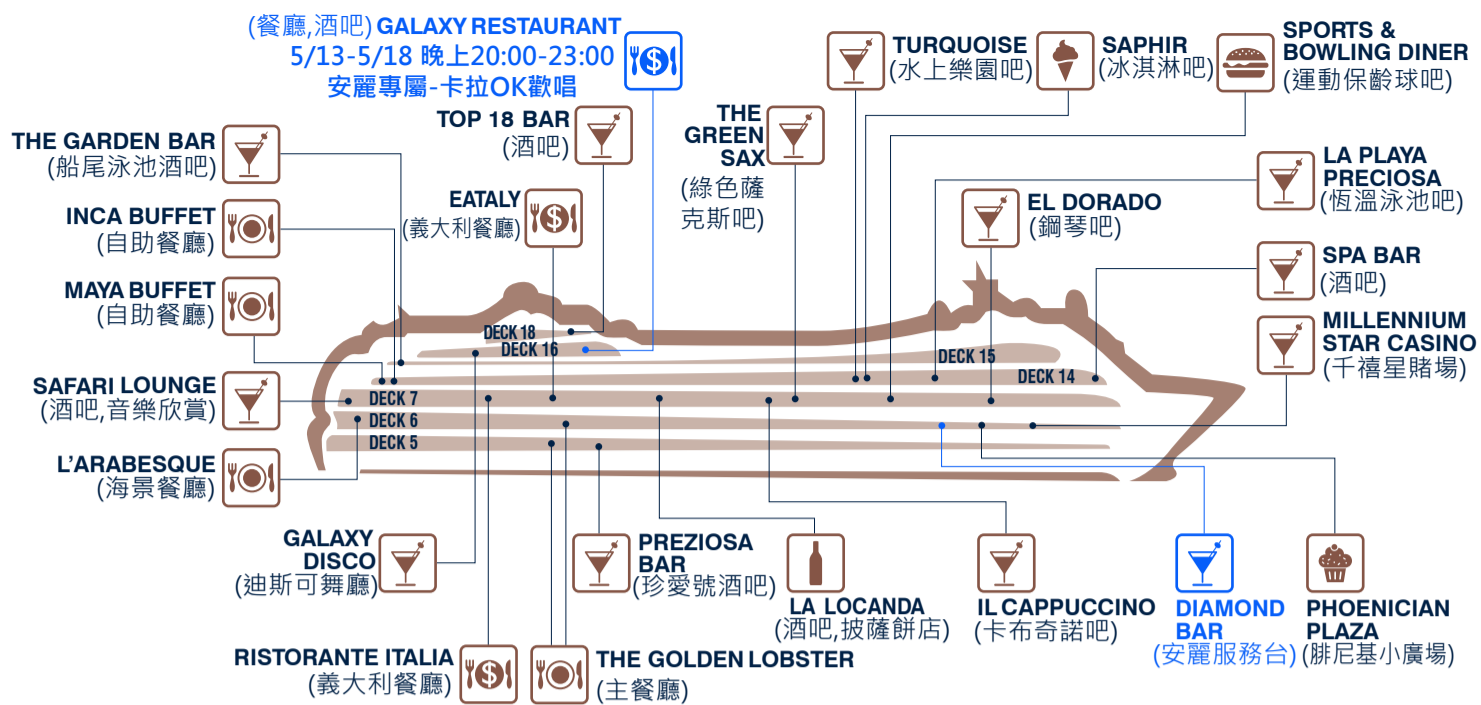 (餐廳,酒吧) GALAXY RESTAURANT
5/13-5/18 晚上20:00-23:00
安麗專屬-卡拉OK歡唱
TURQUOISE
(水上樂園吧)
SAPHIR
(冰淇淋吧)
SPORTS &
BOWLING DINER
(運動保齡球吧)
THE GARDEN BAR
(船尾泳池酒吧)
TOP 18 BAR
(酒吧)
THE
GREEN
SAX
(綠色薩
克斯吧)
LA PLAYA
PRECIOSA
(恆溫泳池吧)
INCA BUFFET
(自助餐廳)
EATALY
(義大利餐廳)
EL DORADO
(鋼琴吧)
SPA BAR
(酒吧)
MAYA BUFFET
(自助餐廳)
MILLENNIUM
STAR CASINO
(千禧星賭場)
DECK 18
DECK 16
DECK 15
DECK 14
DECK 7
DECK 6
DECK 5
SAFARI LOUNGE
(酒吧,音樂欣賞)
L'ARABESQUE
(海景餐廳)
GALAXY
DISCO
(迪斯可舞廳)
PREZIOSA
BAR
(珍愛號酒吧)
LA LOCANDA
(酒吧,披薩餅店)
IL CAPPUCCINO
(卡布奇諾吧)
DIAMOND
BAR
(安麗服務台)
PHOENICIAN
PLAZA
(腓尼基小廣場)
RISTORANTE ITALIA
(義大利餐廳)
THE GOLDEN LOBSTER
(主餐廳)